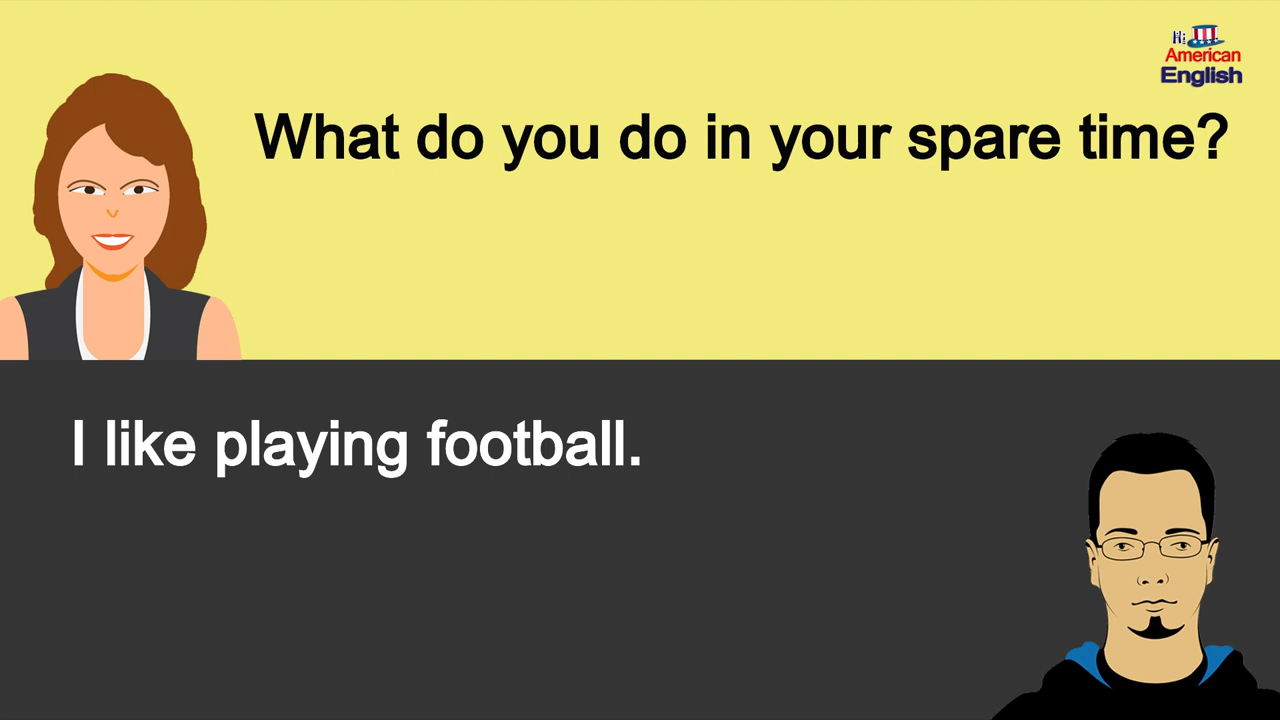 Hi
American
English
What do you do in your spare time?
I like playing football.